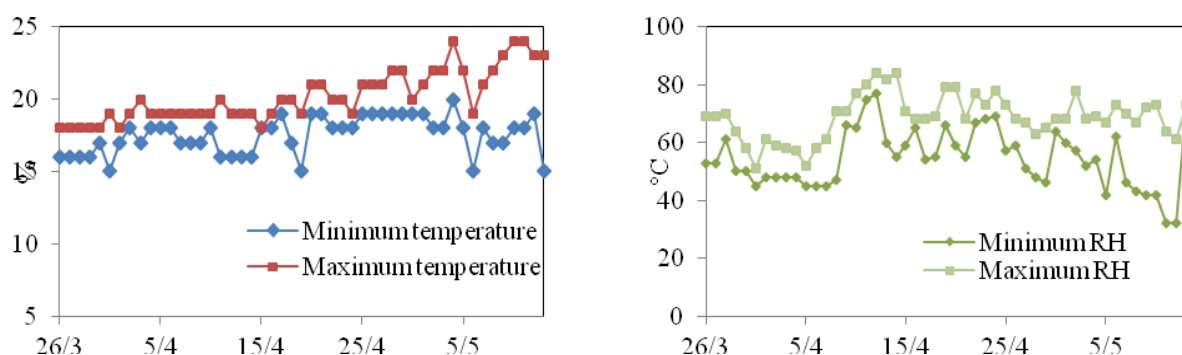 25
20
15
10
5
°C
Minimum temperature
Maximum temperature
26/3 5/4 15/4 25/4 5/5
100
80
60
40
20
0
°C
Minimum RH
Maximum RH
26/3 5/4 15/4 25/4 5/5